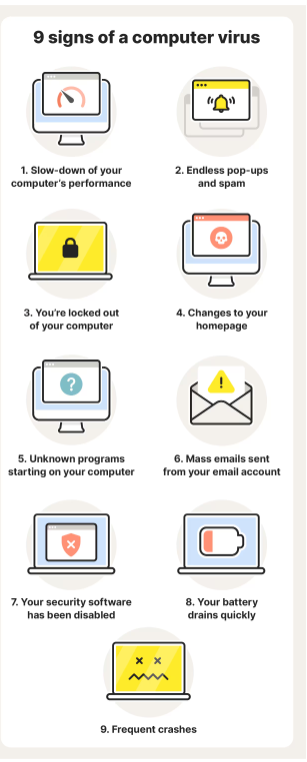 9 signs of a computer virus
1. Slow-down of your
computer's performance
2. Endless pop-ups
and spam
3. You're locked out
of your computer
4. Changes to your
homepage
?
5. Unknown programs
starting on your computer
!
6. Mass emails sent
from your email account
7. Your security software
has been disabled
8. Your battery
drains quickly
9. Frequent crashes